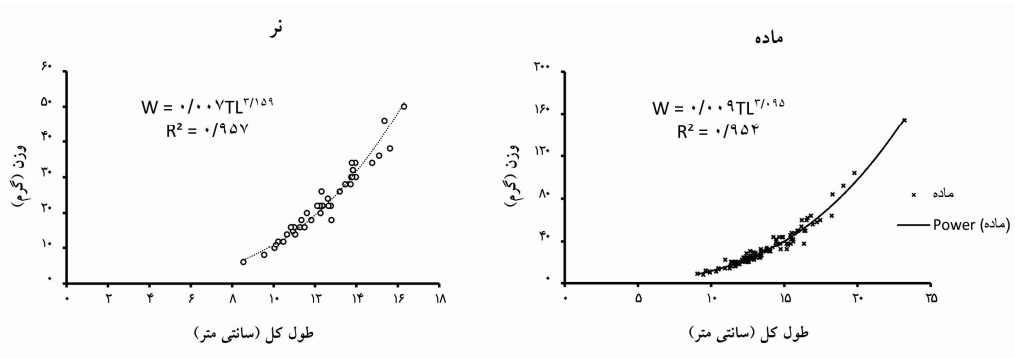 نر
۶۰
۵۰
۴۰
۳۰
۲۰
۱۰
۰
وزن (گرم)
W = ۰/۰۰۷TL^۳/۱۵۹
R² = ۰/۹۵۷
۰ ۲ ۴ ۶ ۸ ۱۰ ۱۲ ۱۴ ۱۶ ۱۸
طول کل (سانتی متر)
ماده
۲۰۰
۱۶۰
۱۲۰
۸۰
۴۰
۰
وزن (گرم)
W = ۰/۰۰۹TL^۳/۰۹۵
R² = ۰/۹۵۴
ماده
Power (ماده)
۰ ۵ ۱۰ ۱۵ ۲۰ ۲۵
طول کل (سانتی متر)